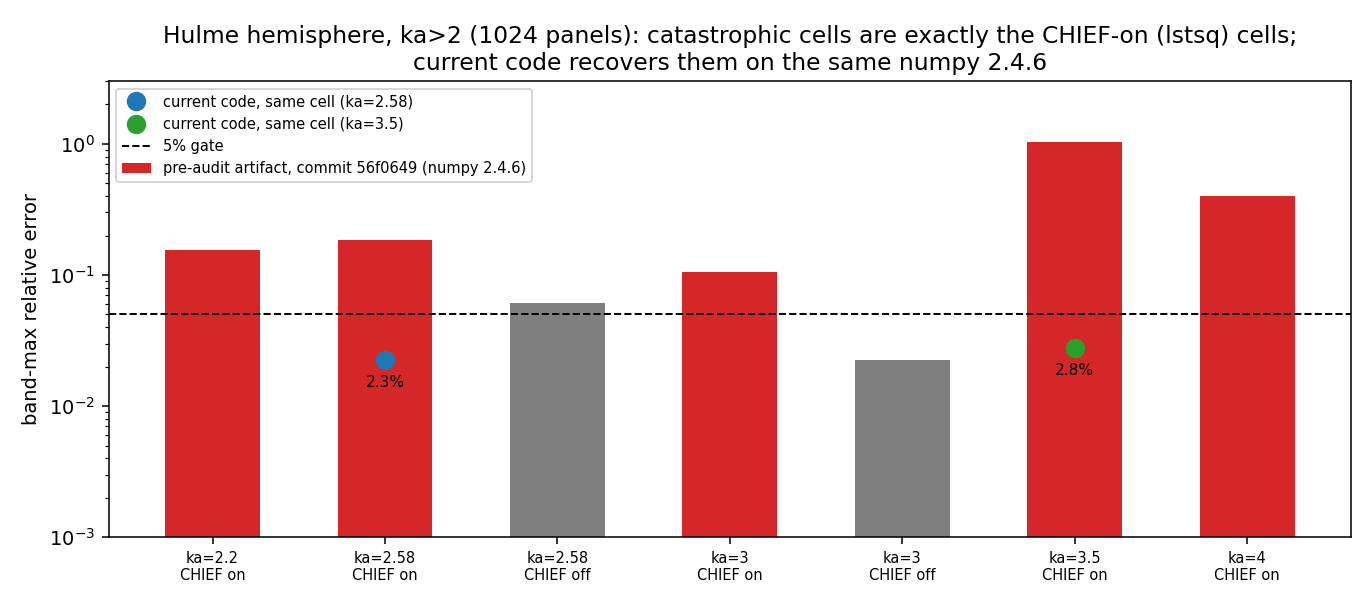 Hulme hemisphere, ka>2 (1024 panels): catastrophic cells are exactly the CHIEF-on (lstsq) cells;
current code recovers them on the same numpy 2.4.6
current code, same cell (ka=2.58)
current code, same cell (ka=3.5)
5% gate
pre-audit artifact, commit 56f0649 (numpy 2.4.6)
band-max relative error
10⁰
10⁻¹
10⁻²
10⁻³
2.3%
2.8%
ka=2.2
CHIEF on
ka=2.58
CHIEF on
ka=2.58
CHIEF off
ka=3
CHIEF on
ka=3
CHIEF off
ka=3.5
CHIEF on
ka=4
CHIEF on